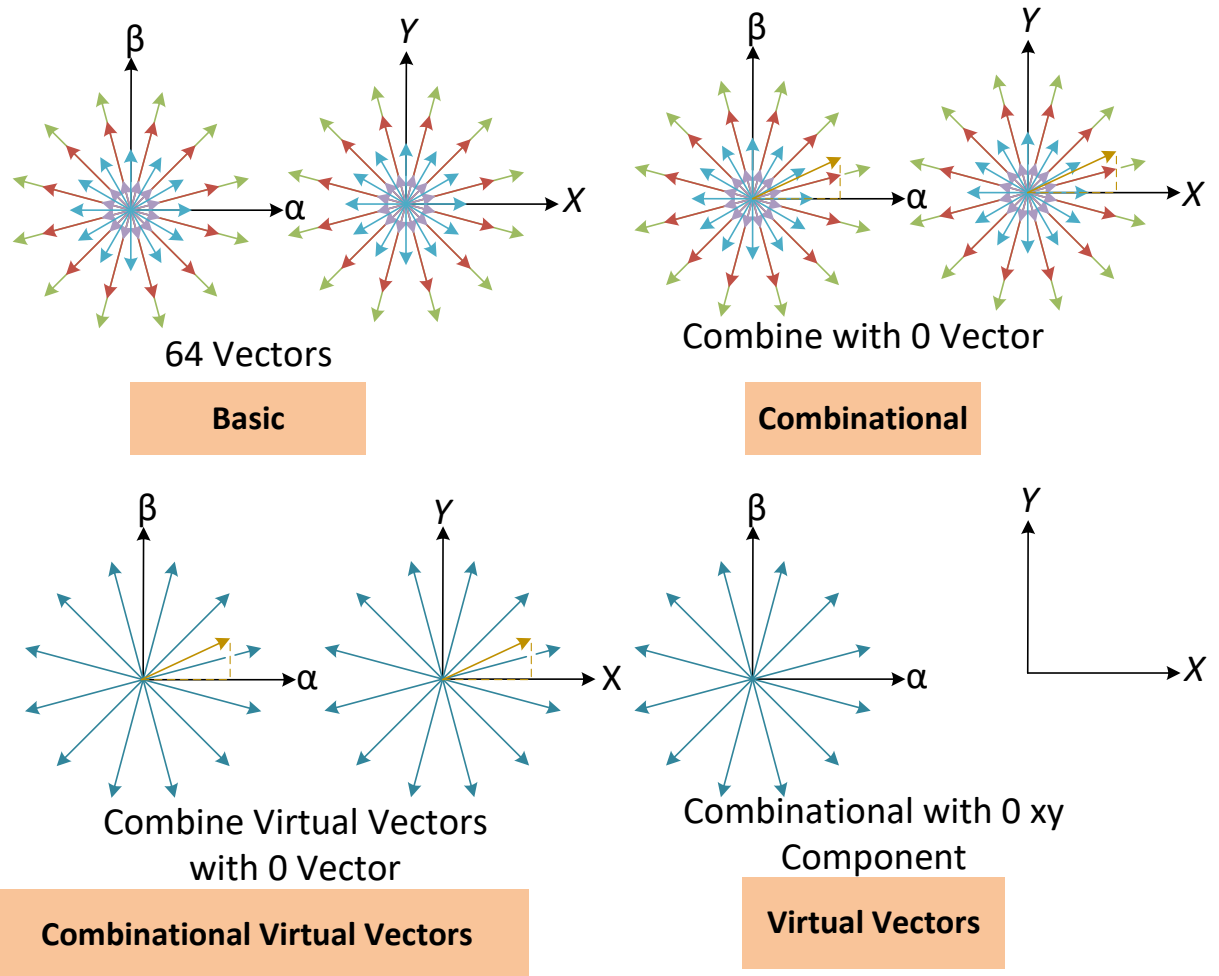 β
α
Y
X
64 Vectors
Basic
β
α
Y
X
Combine with 0 Vector
Combinational
β
α
Y
X
Combine Virtual Vectors
with 0 Vector
Combinational Virtual Vectors
β
α
Y
X
Combinational with 0 xy
Component
Virtual Vectors